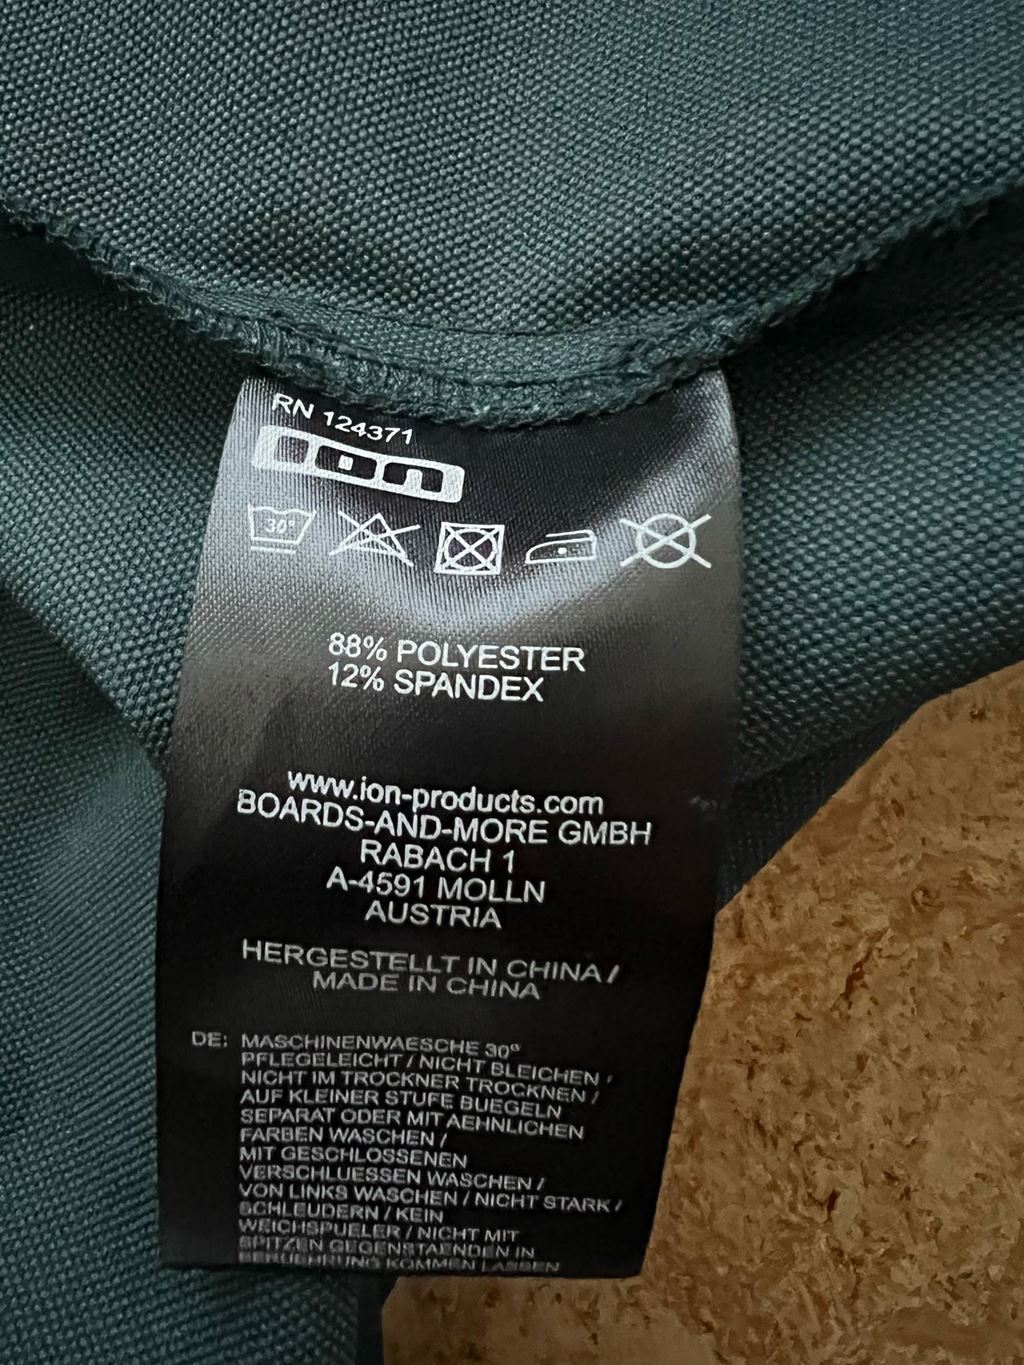 RN 124371
ion
30°
88% POLYESTER
12% SPANDEX
www.ion-products.com
BOARDS-AND-MORE GMBH
RABACH 1
A-4591 MOLLN
AUSTRIA
HERGESTELLT IN CHINA /
MADE IN CHINA
DE: MASCHINENWAESCHE 30°
PFLEGELEICHT / NICHT BLEICHEN /
NICHT IM TROCKNER TROCKNEN /
AUF KLEINER STUFE BUEGELN
SEPARAT ODER MIT AEHNLICHEN
FARBEN WASCHEN /
MIT GESCHLOSSENEN
VERSCHLUESSEN WASCHEN /
VON LINKS WASCHEN / NICHT STARK /
SCHLEUDERN / KEIN
WEICHSPUELER / NICHT MIT
SPITZEN GEGENSTAENDEN IN
BERUEHRUNG KOMMEN LASSEN